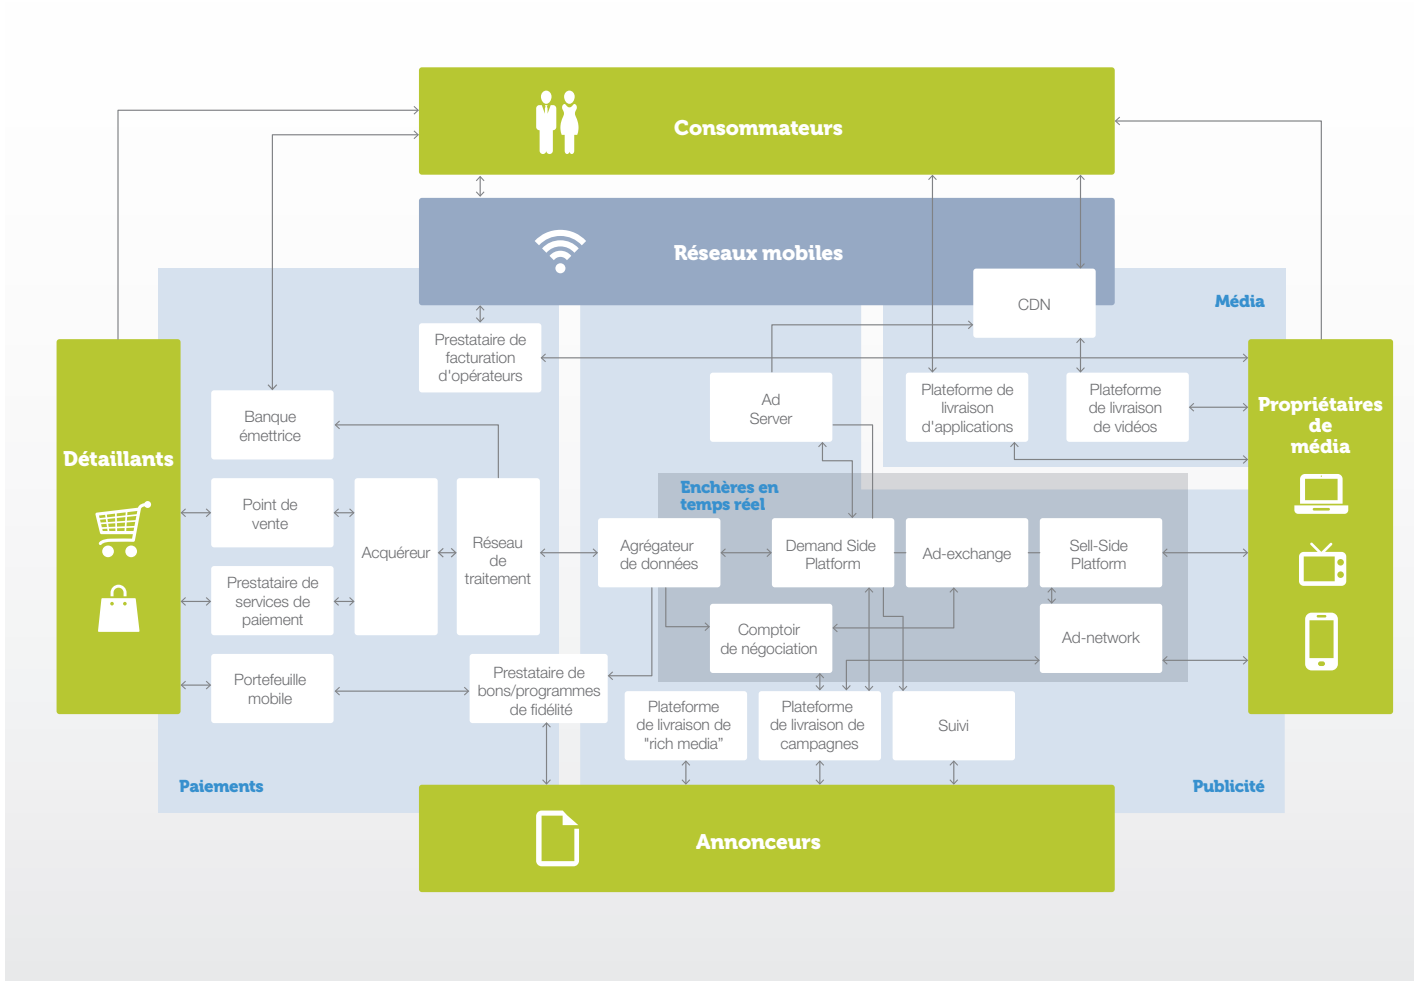 Consommateurs
Réseaux mobiles
Média
CDN
Prestataire de
facturation
d'opérateurs
Ad
Server
Plateforme de
livraison
d'applications
Plateforme
de livraison
de vidéos
Propriétaires
de
média
Banque
émettrice
Détaillants
Enchères en
temps réel
Point de
vente
Acquéreur
Réseau
de
traitement
Agrégateur
de données
Demand Side
Platform
Ad-exchange
Sell-Side
Platform
Prestataire de
services de
paiement
Comptoir
de négociation
Ad-network
Portefeuille
mobile
Prestataire de
bons/programmes
de fidélité
Plateforme
de livraison de
"rich media”
Plateforme
de livraison de
campagnes
Suivi
Paiements
Publicité
Annonceurs